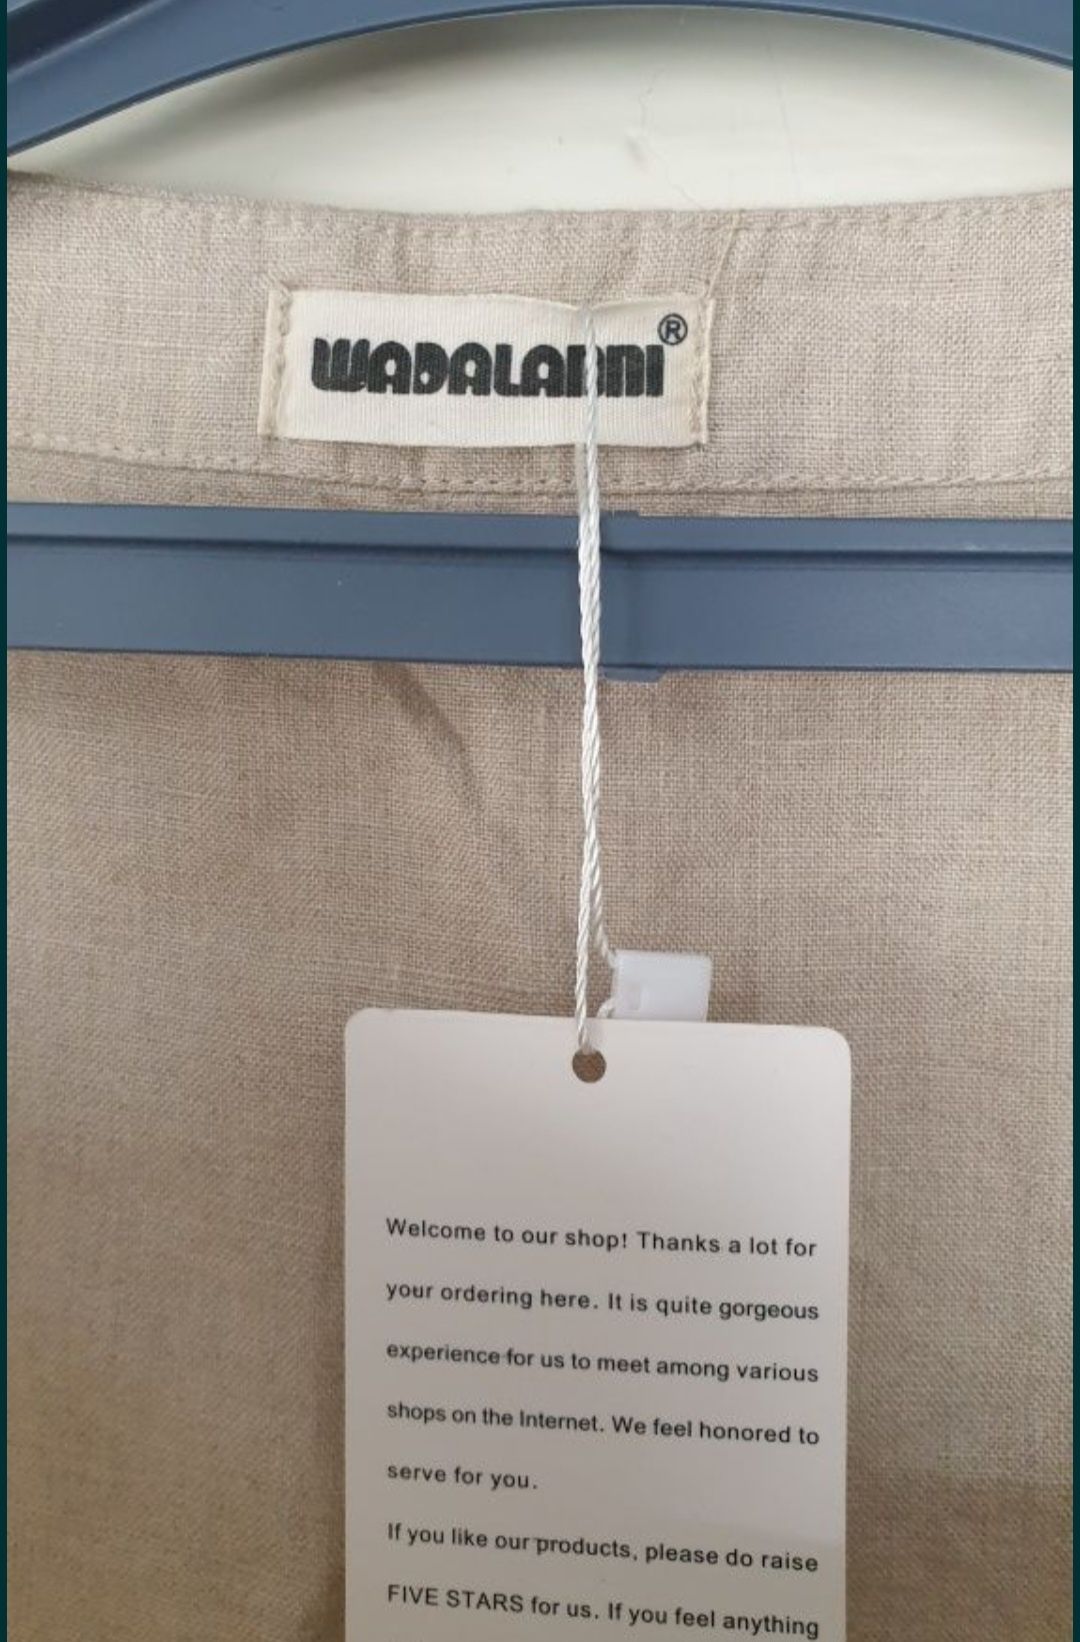 WADALANNI®
Welcome to our shop! Thanks a lot for
your ordering here. It is quite gorgeous
experience for us to meet among various
shops on the Internet. We feel honored to
serve for you.
If you like our products, please do raise
FIVE STARS for us. If you feel anything